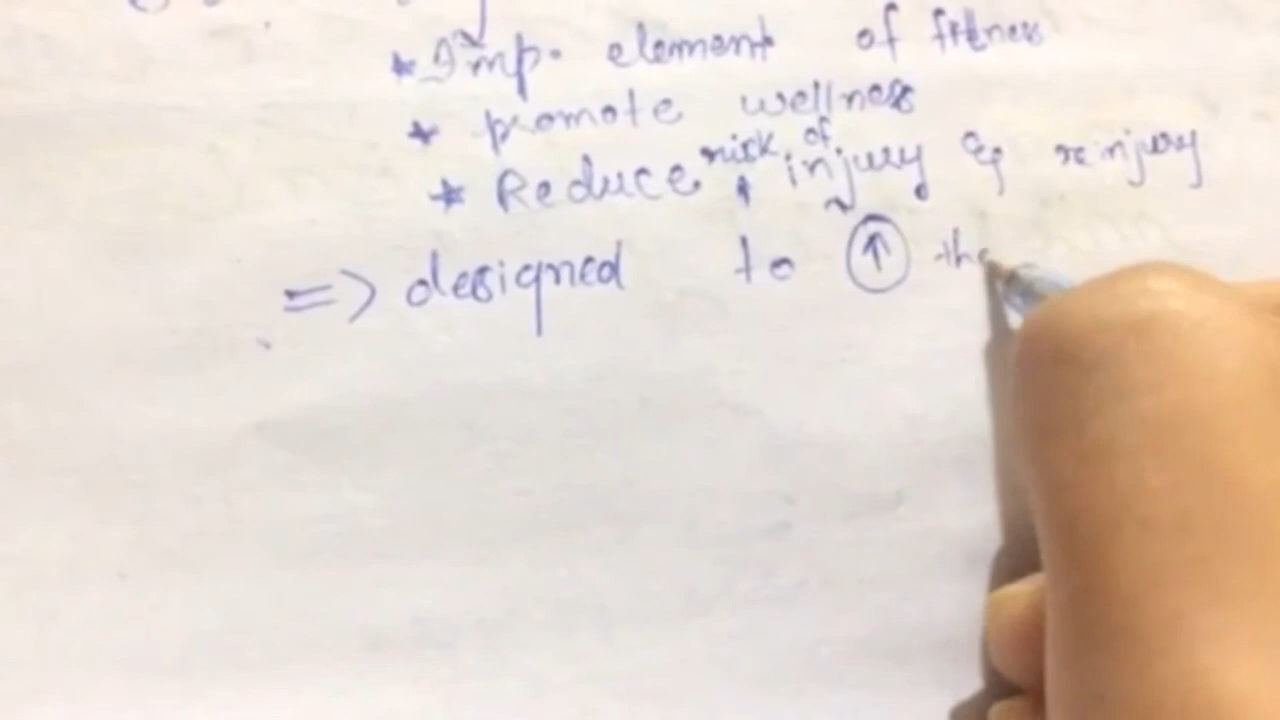 * Imp. element of fitness
* promote wellness
* Reduce risk of injury & reinjury
=> designed to ↑ the